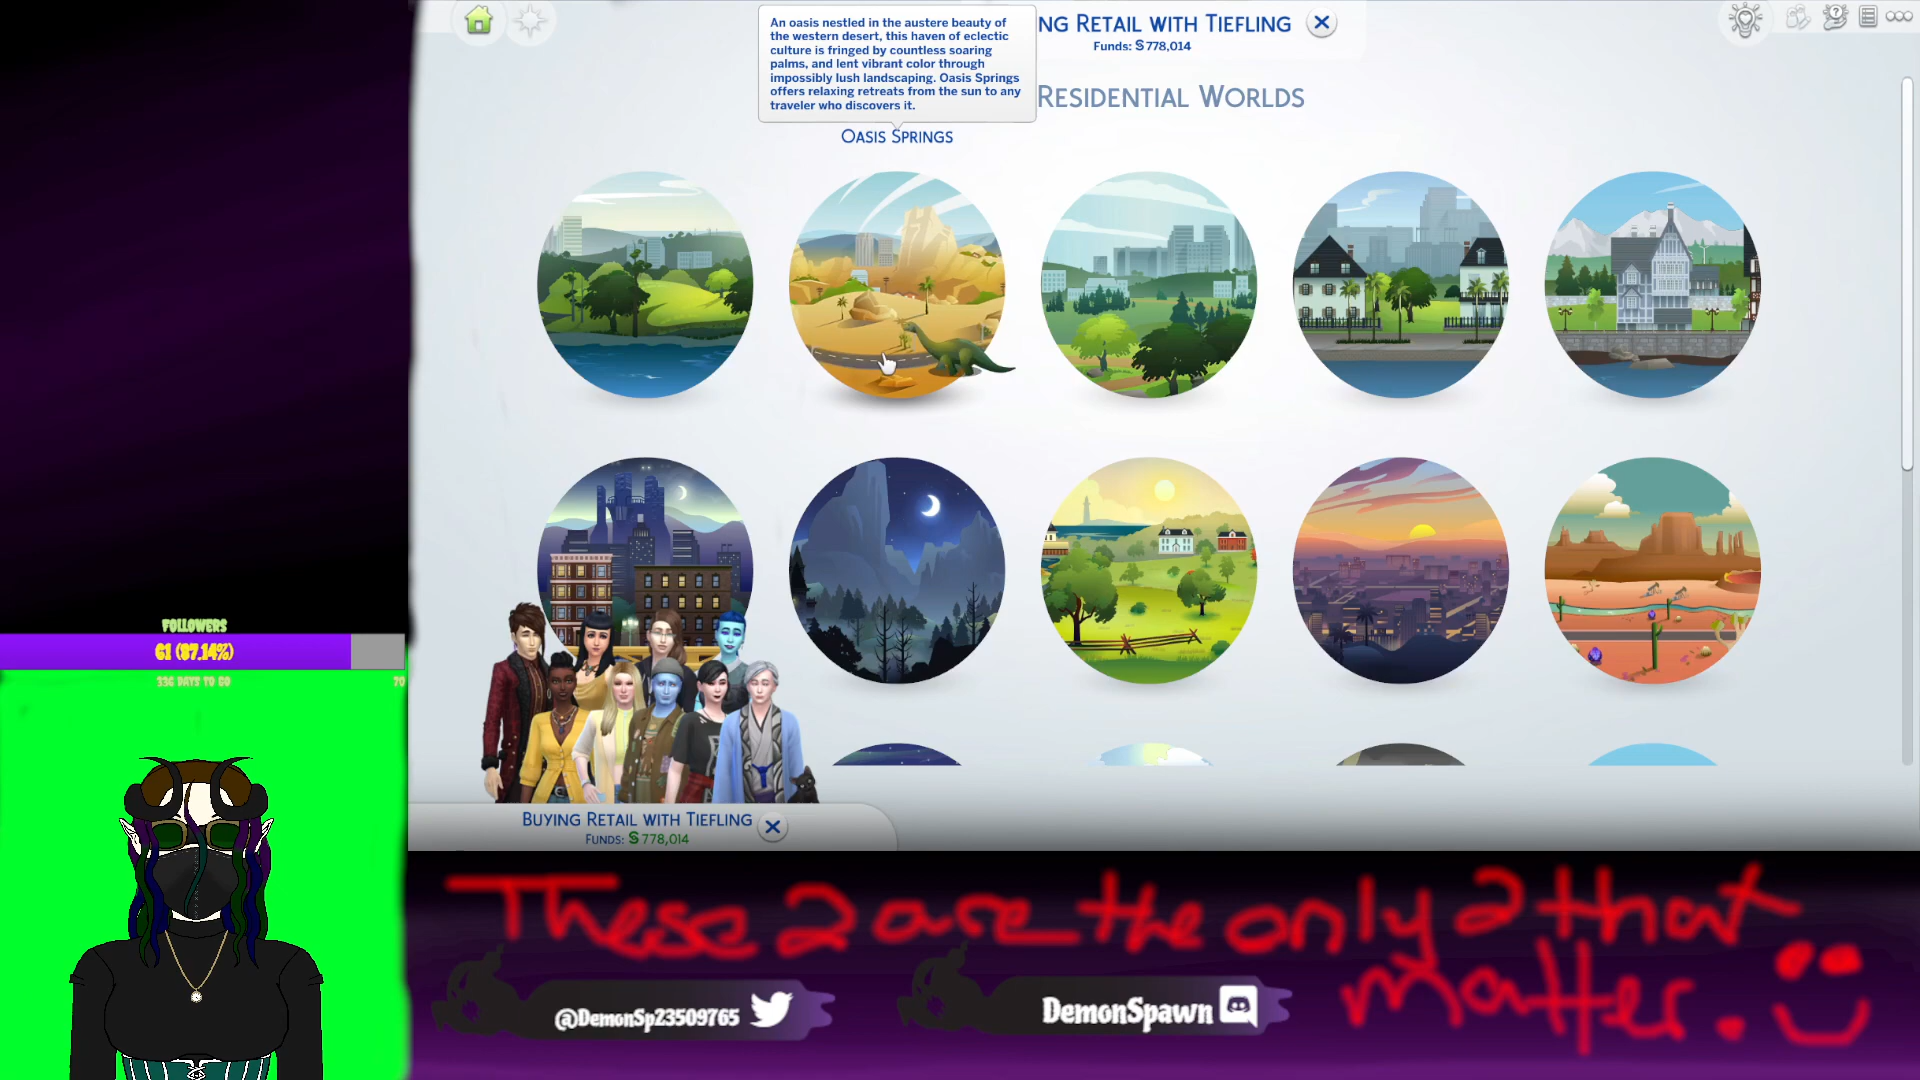 An oasis nestled in the austere beauty of
the western desert, this haven of eclectic
culture is fringed by countless soaring
palms, and lent vibrant color through
impossibly lush landscaping. Oasis Springs
offers relaxing retreats from the sun to any
traveler who discovers it.
NG RETAIL WITH TIEFLING
Funds: §778,014
RESIDENTIAL WORLDS
OASIS SPRINGS
FOLLOWERS
61 (87.14%)
336 DAYS TO GO
70
BUYING RETAIL WITH TIEFLING
FUNDS: §778,014
These 2 are the only 2 that
matter.
@DemonSp23509765
DemonSpawn